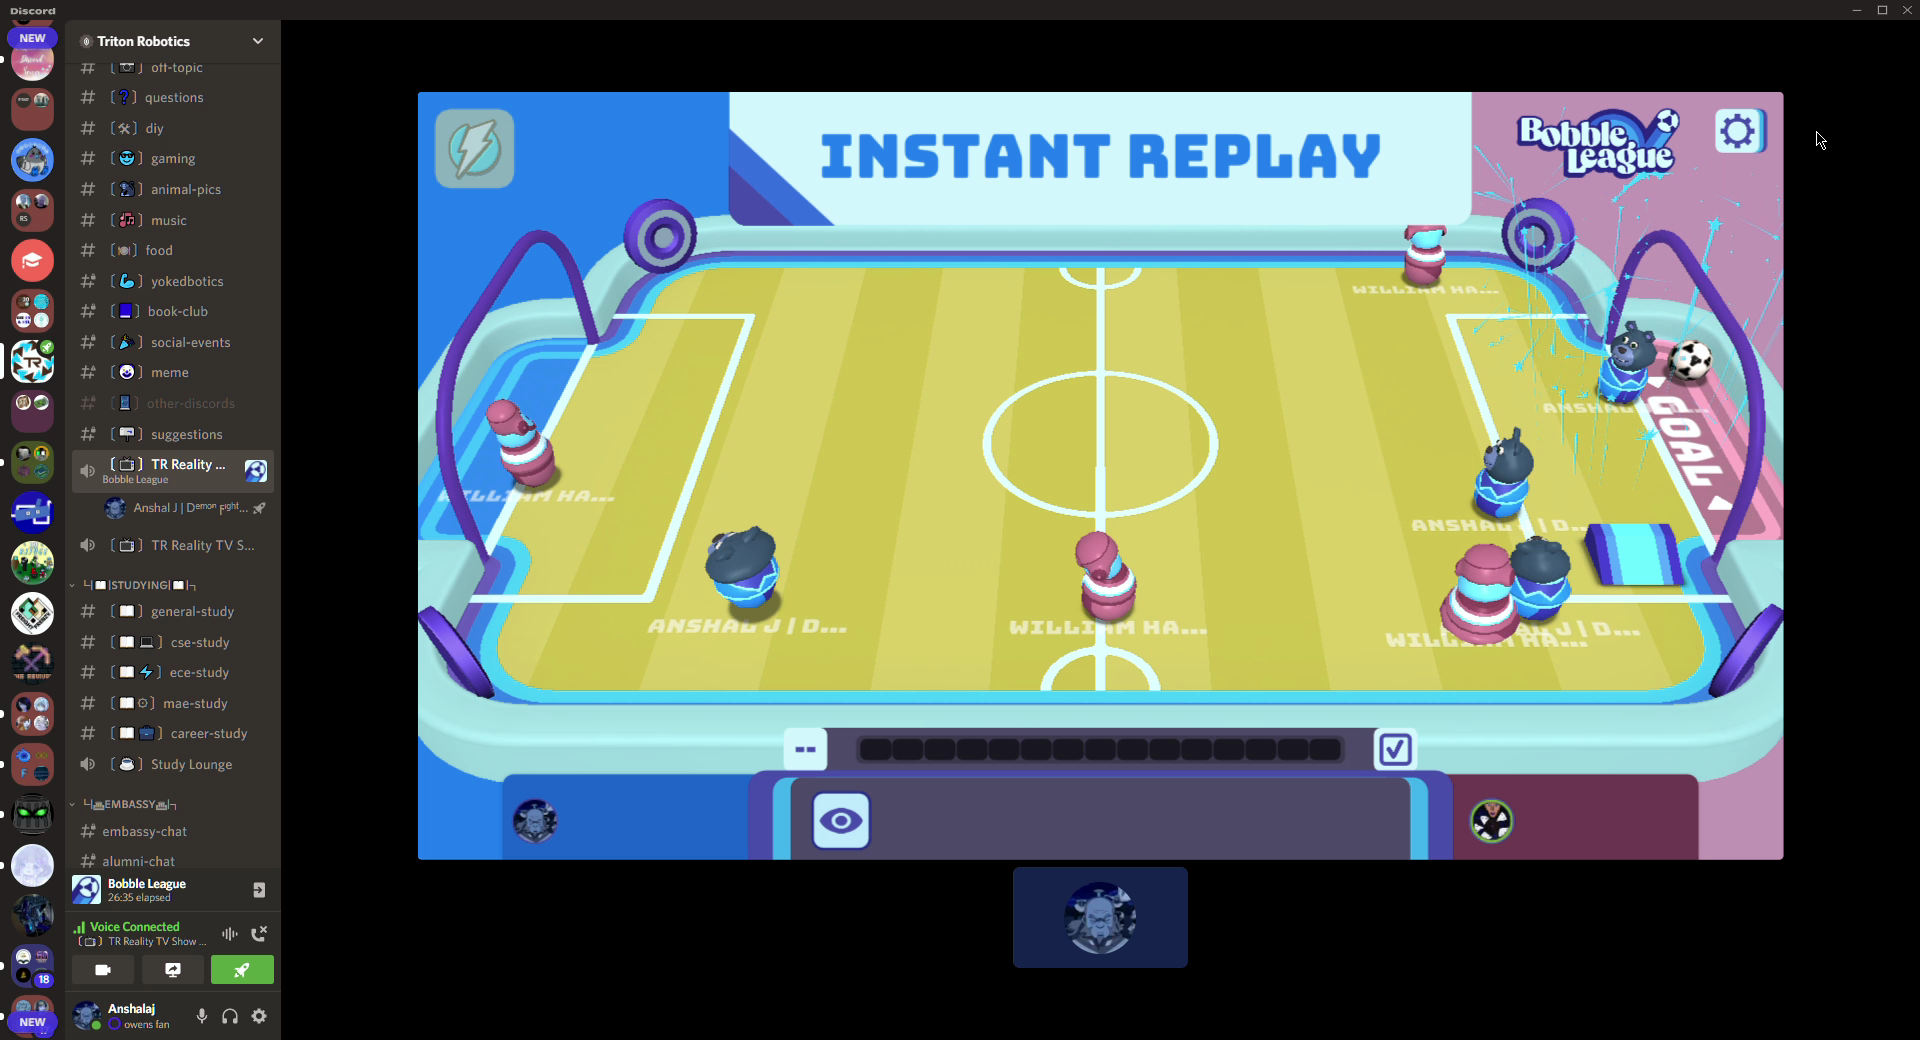 Discord
NEW
Triton Robotics
off-topic
questions
diy
gaming
animal-pics
music
food
yokedbotics
book-club
social-events
meme
other-discords
suggestions
TR Reality ...
Bobble League
Anshal J | Demon Fight...
TR Reality TV S...
STUDYING
general-study
cse-study
ece-study
mae-study
career-study
Study Lounge
EMBASSY
embassy-chat
alumni-chat
Bobble League
26:35 elapsed
Voice Connected
TR Reality TV Show ...
18
Anshalaj
owens fan
NEW
RS
TR
INSTANT REPLAY
Bobble League
WILLIAM HA...
GOAL
WILLIAM HA...
ANSHAL J | D...
ANSHAL J | D...
WILLIAM HA...
--